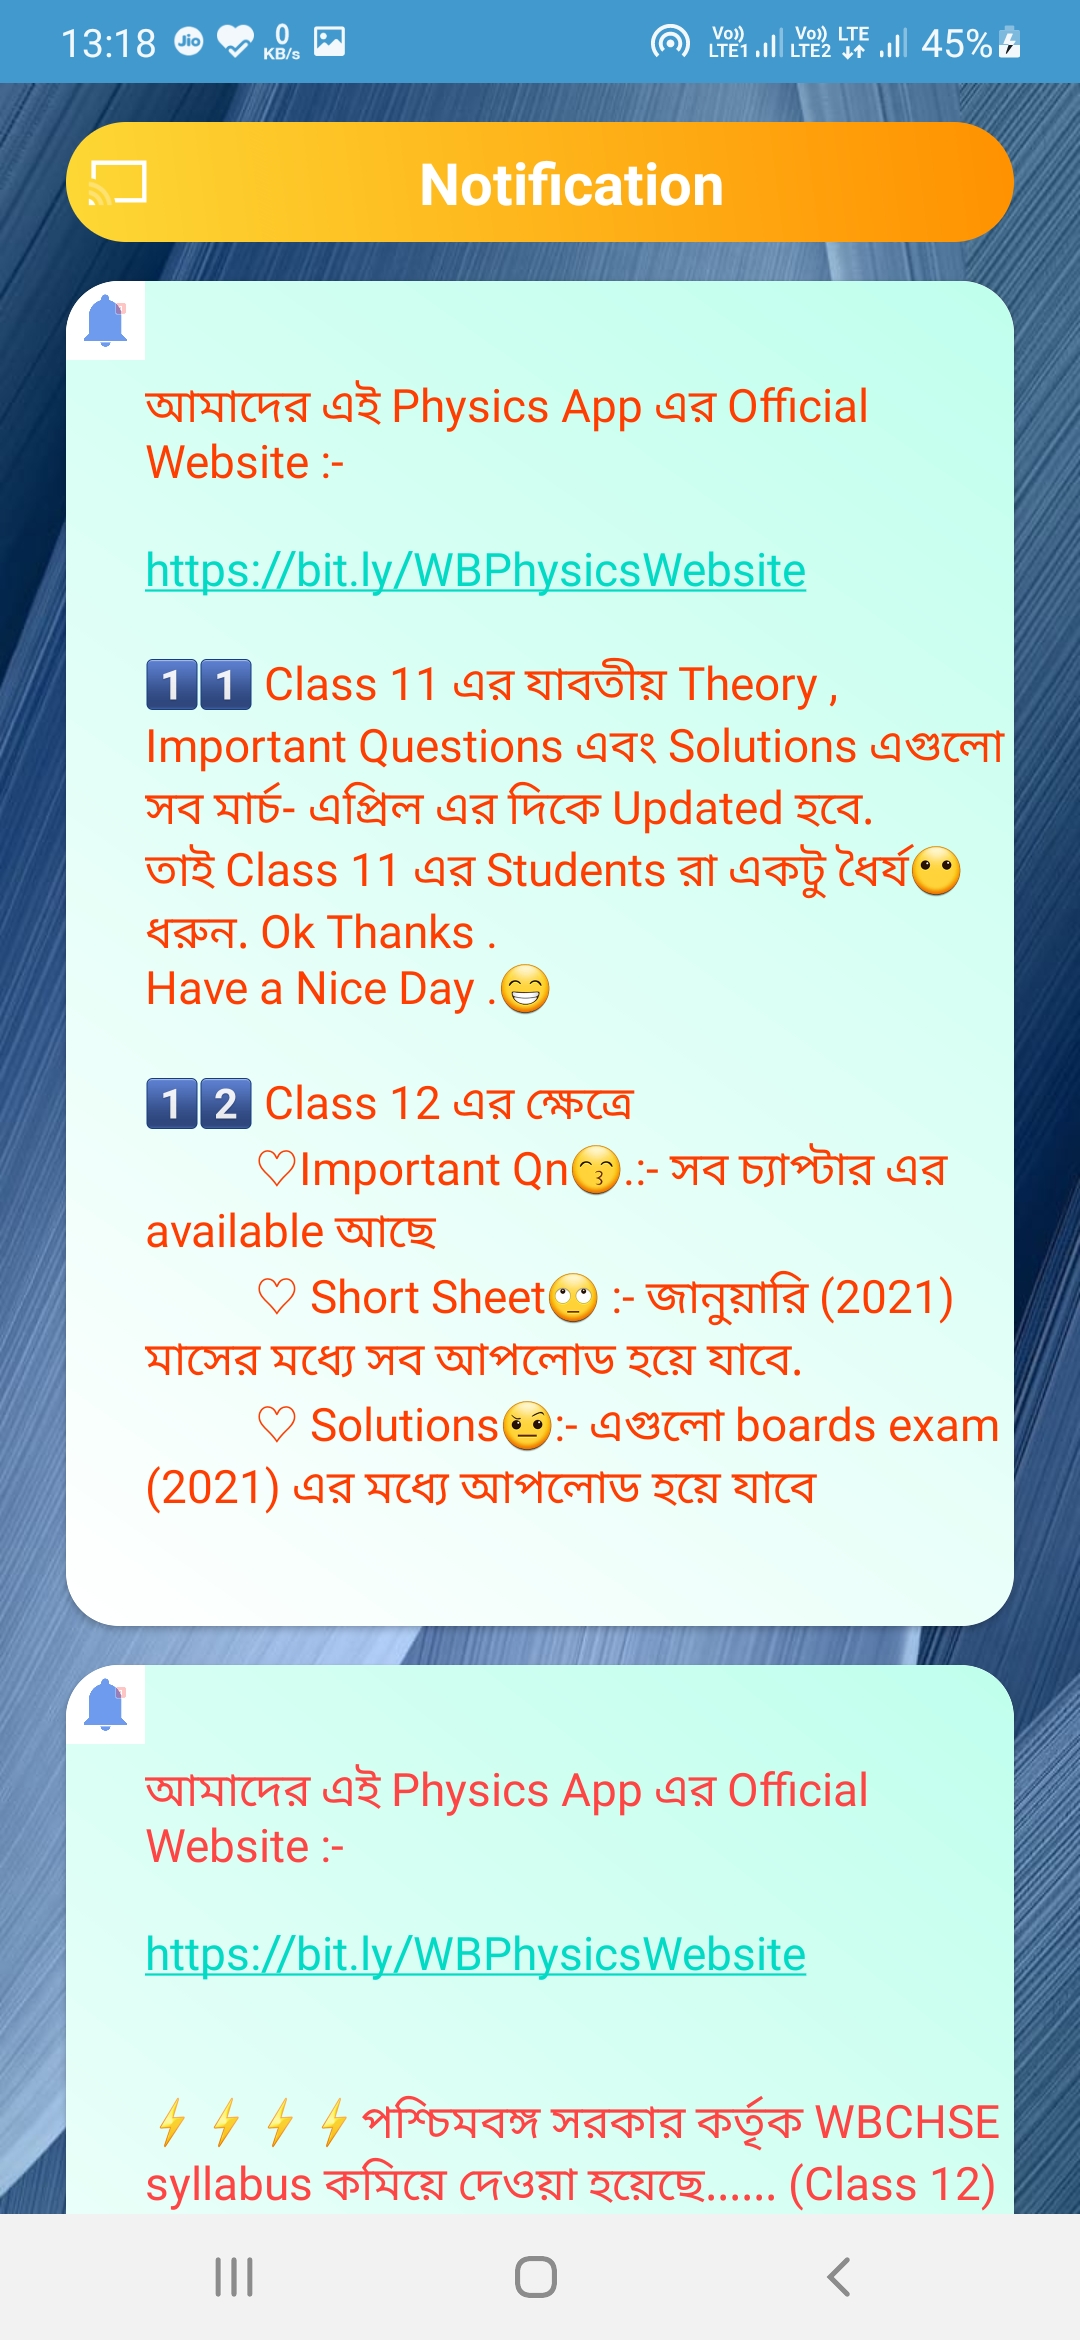 13:18 Jio 0 KB/s Vo)) LTE1 Vo)) LTE2 LTE 45%
Notification
আমাদের এই Physics App এর Official
Website :-
https://bit.ly/WBPhysicsWebsite
1️⃣1️⃣ Class 11 এর যাবতীয় Theory ,
Important Questions এবং Solutions এগুলো
সব মার্চ- এপ্রিল এর দিকে Updated হবে.
তাই Class 11 এর Students রা একটু ধৈর্য😶
ধরুন. Ok Thanks .
Have a Nice Day .😁
1️⃣2️⃣ Class 12 এর ক্ষেত্রে
♡Important Qn😙.:- সব চ্যাপ্টার এর
available আছে
♡ Short Sheet🙄 :- জানুয়ারি (2021)
মাসের মধ্যে সব আপলোড হয়ে যাবে.
♡ Solutions🤨:- এগুলো boards exam
(2021) এর মধ্যে আপলোড হয়ে যাবে
আমাদের এই Physics App এর Official
Website :-
https://bit.ly/WBPhysicsWebsite
⚡⚡⚡⚡পশ্চিমবঙ্গ সরকার কর্তৃক WBCHSE
syllabus কমিয়ে দেওয়া হয়েছে...... (Class 12)